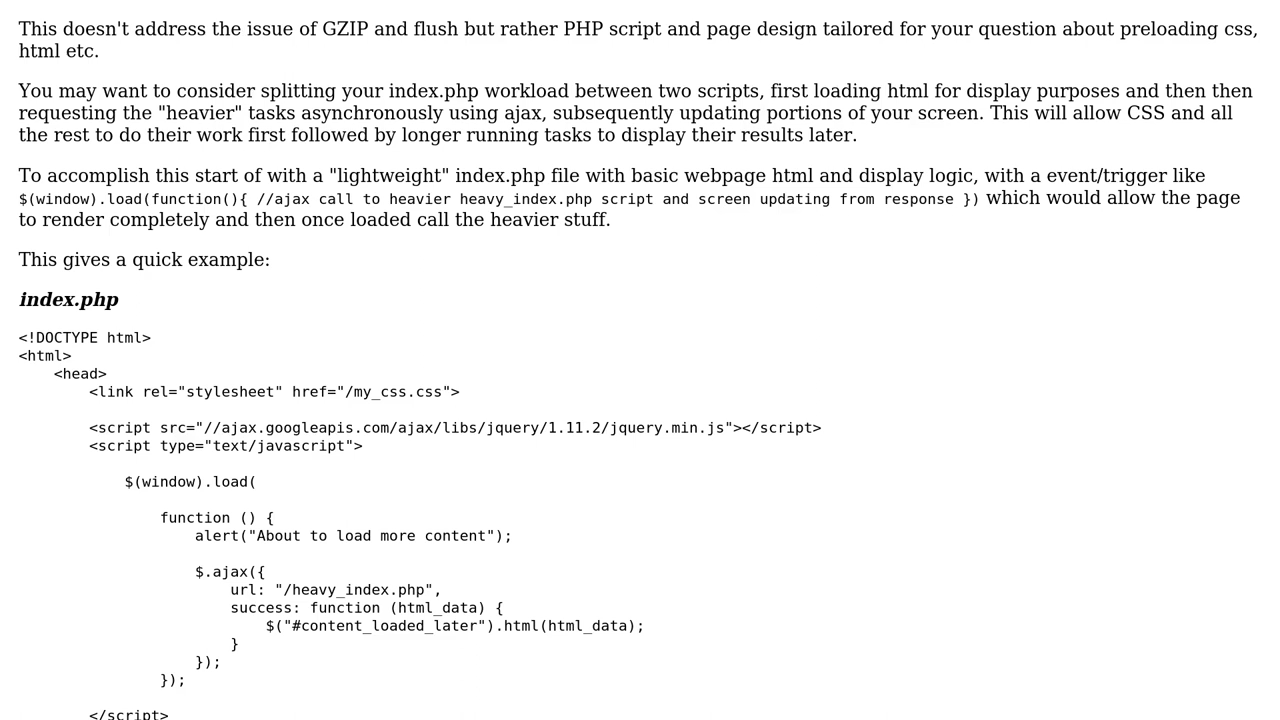 This doesn't address the issue of GZIP and flush but rather PHP script and page design tailored for your question about preloading css,
html etc.
You may want to consider splitting your index.php workload between two scripts, first loading html for display purposes and then then
requesting the "heavier" tasks asynchronously using ajax, subsequently updating portions of your screen. This will allow CSS and all
the rest to do their work first followed by longer running tasks to display their results later.
To accomplish this start of with a "lightweight" index.php file with basic webpage html and display logic, with a event/trigger like
$(window).load(function(){ //ajax call to heavier heavy_index.php script and screen updating from response }) which would allow the page
to render completely and then once loaded call the heavier stuff.
This gives a quick example:
index.php
<!DOCTYPE html>
<html>
    <head>
        <link rel="stylesheet" href="/my_css.css">
        <script src="//ajax.googleapis.com/ajax/libs/jquery/1.11.2/jquery.min.js"></script>
        <script type="text/javascript">
            $(window).load(
                function () {
                    alert("About to load more content");
                    $.ajax({
                        url: "/heavy_index.php",
                        success: function (html_data) {
                            $("#content_loaded_later").html(html_data);
                        }
                    });
                });
        </script>